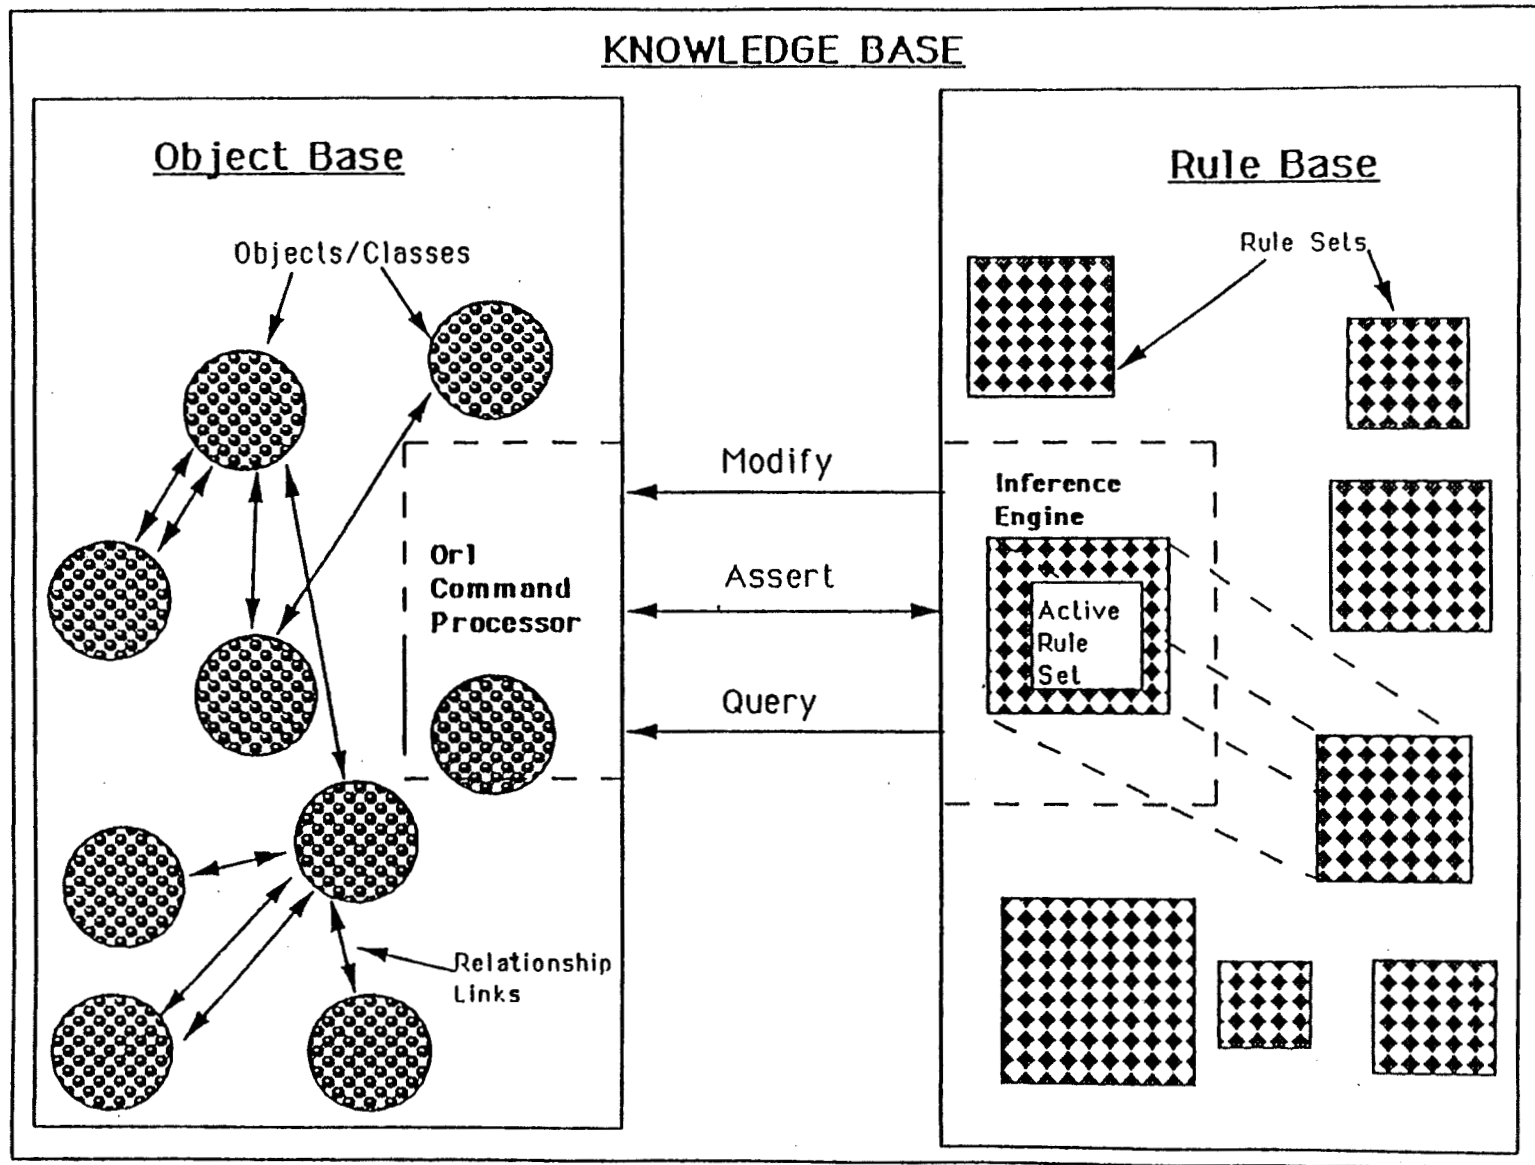 KNOWLEDGE BASE
Object Base
Objects/Classes
Orl
Command
Processor
Relationship
Links
Modify
Assert
Query
Rule Base
Rule Sets
Inference
Engine
Active
Rule
Set